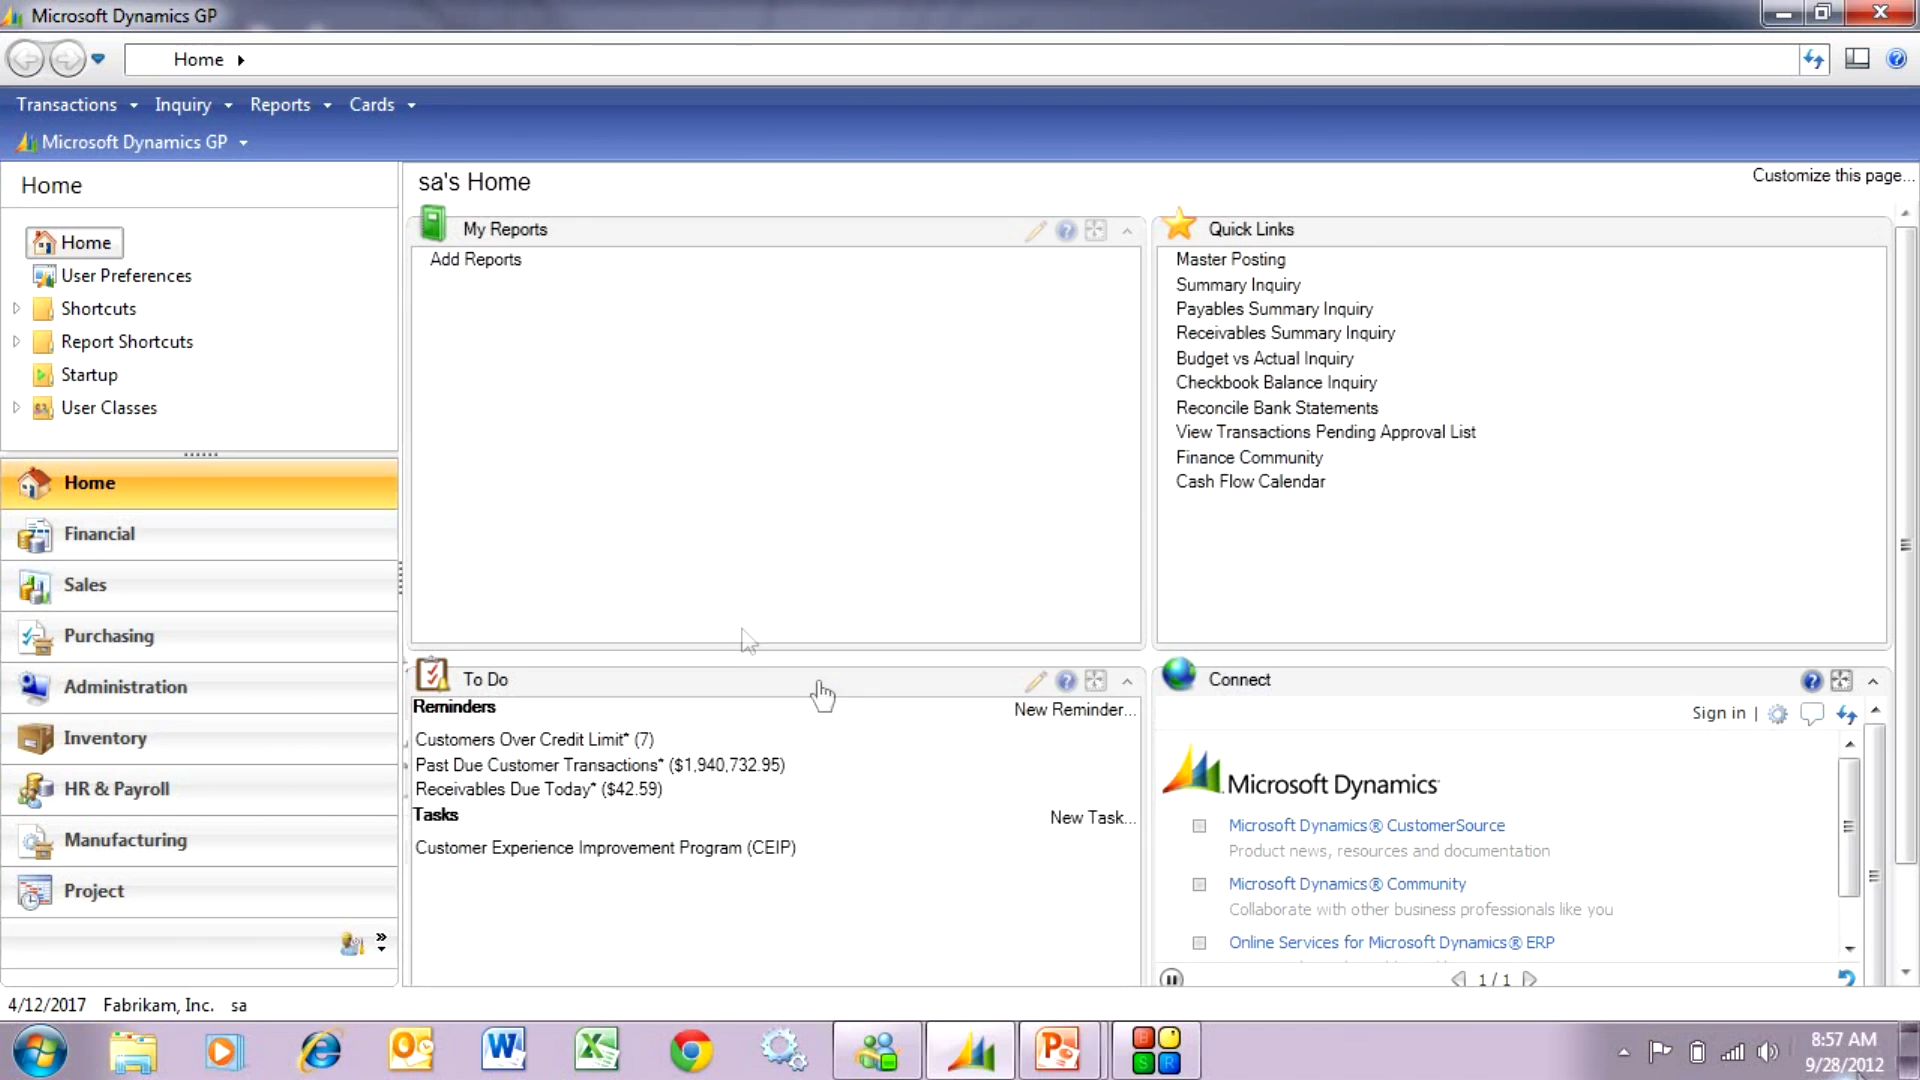 Microsoft Dynamics GP
Home
Transactions Inquiry Reports Cards
Microsoft Dynamics GP
Home
Home
User Preferences
Shortcuts
Report Shortcuts
Startup
User Classes
Home
Financial
Sales
Purchasing
Administration
Inventory
HR & Payroll
Manufacturing
Project
sa's Home
Customize this page...
My Reports
Add Reports
Quick Links
Master Posting
Summary Inquiry
Payables Summary Inquiry
Receivables Summary Inquiry
Budget vs Actual Inquiry
Checkbook Balance Inquiry
Reconcile Bank Statements
View Transactions Pending Approval List
Finance Community
Cash Flow Calendar
To Do
Reminders
New Reminder...
Customers Over Credit Limit* (7)
Past Due Customer Transactions* ($1,940,732.95)
Receivables Due Today* ($42.59)
Tasks
New Task...
Customer Experience Improvement Program (CEIP)
Connect
Sign in |
Microsoft Dynamics
Microsoft Dynamics® CustomerSource
Product news, resources and documentation
Microsoft Dynamics® Community
Collaborate with other business professionals like you
Online Services for Microsoft Dynamics® ERP
1 / 1
4/12/2017 Fabrikam, Inc. sa
8:57 AM
9/28/2012